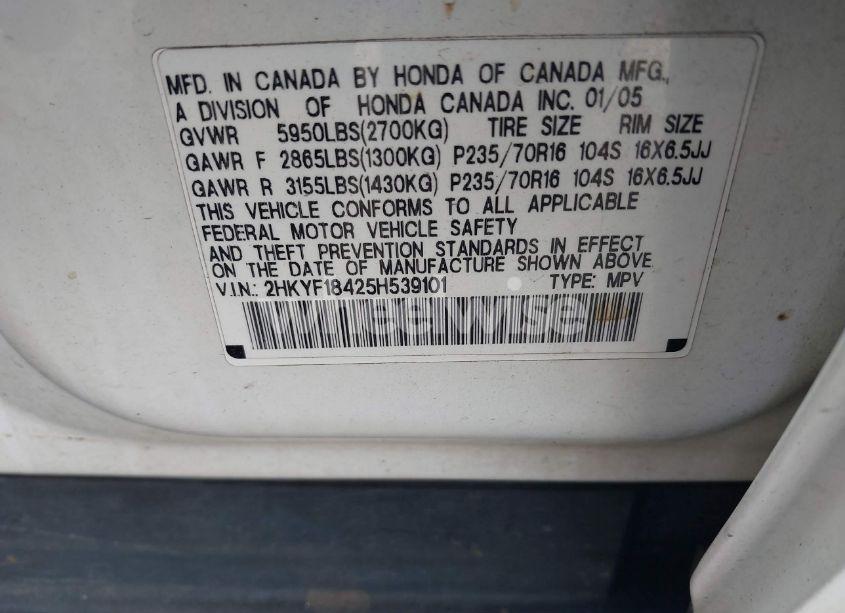 MFD. IN CANADA BY HONDA OF CANADA MFG.,
A DIVISION OF HONDA CANADA INC. 01/05
GVWR 5950LBS(2700KG) TIRE SIZE RIM SIZE
GAWR F 2865LBS(1300KG) P235/70R16 104S 16X6.5JJ
GAWR R 3155LBS(1430KG) P235/70R16 104S 16X6.5JJ
THIS VEHICLE CONFORMS TO ALL APPLICABLE
FEDERAL MOTOR VEHICLE SAFETY
AND THEFT PREVENTION STANDARDS IN EFFECT
ON THE DATE OF MANUFACTURE SHOWN ABOVE
V.I.N.: 2HKYF18425H539101 TYPE: MPV